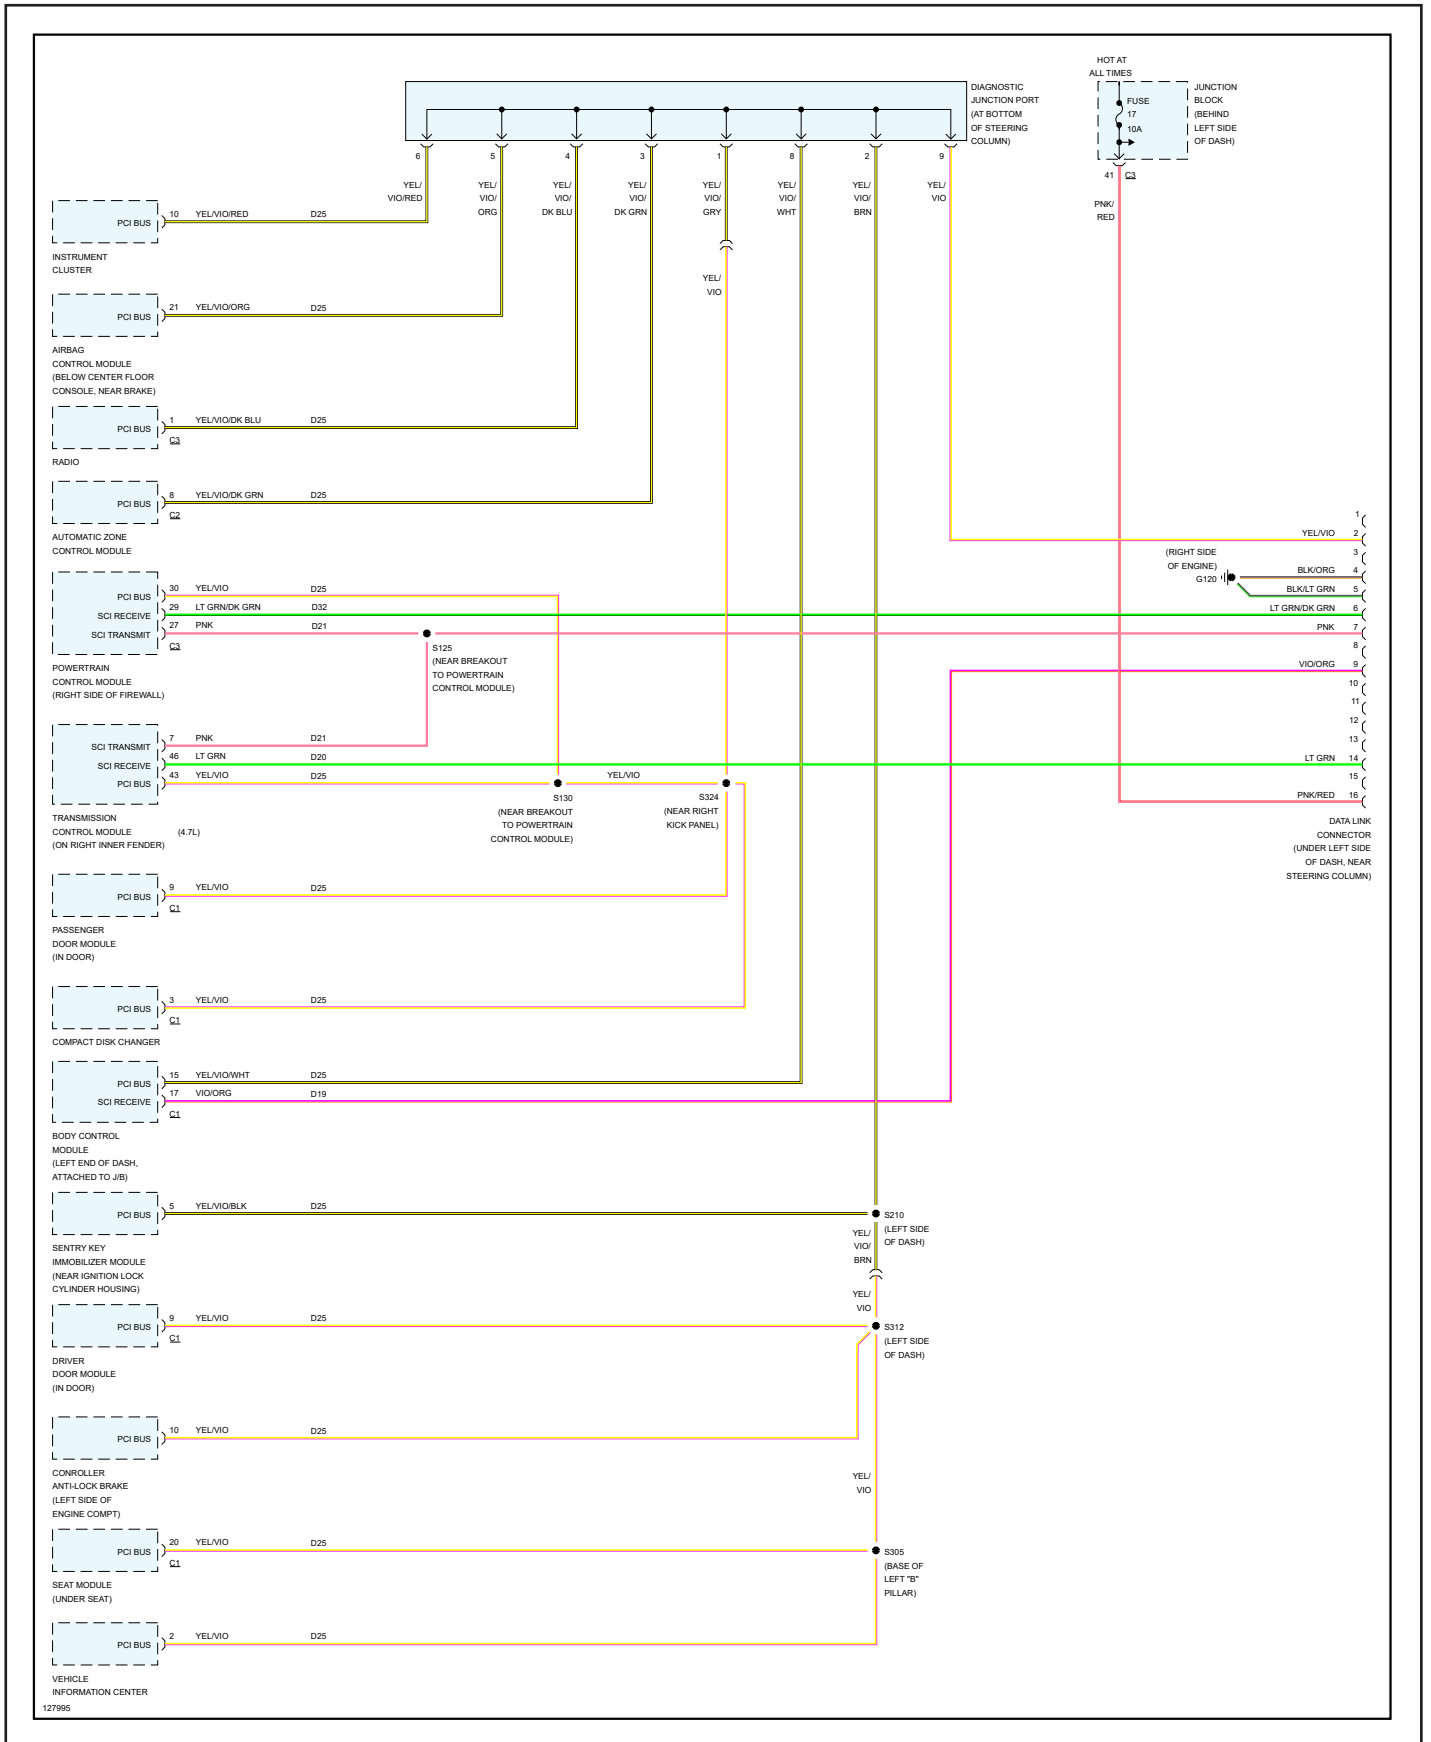 HOT AT
ALL TIMES
DIAGNOSTIC
JUNCTION PORT
(AT BOTTOM
OF STEERING
COLUMN)
FUSE
17
10A
JUNCTION
BLOCK
(BEHIND
LEFT SIDE
OF DASH)
6 5 4 3 1 8 2 9
41 C3
YEL/
VIO/RED
YEL/
VIO/
ORG
YEL/
VIO/
DK BLU
YEL/
VIO/
DK GRN
YEL/
VIO/
GRY
YEL/
VIO/
WHT
YEL/
VIO/
BRN
YEL/
VIO
PNK/
RED
YEL/
VIO
PCI BUS 10 YEL/VIO/RED D25
INSTRUMENT
CLUSTER
PCI BUS 21 YEL/VIO/ORG D25
AIRBAG
CONTROL MODULE
(BELOW CENTER FLOOR
CONSOLE, NEAR BRAKE)
PCI BUS 1 YEL/VIO/DK BLU D25
C3
RADIO
PCI BUS 8 YEL/VIO/DK GRN D25
C2
AUTOMATIC ZONE
CONTROL MODULE
PCI BUS 30 YEL/VIO D25
SCI RECEIVE 29 LT GRN/DK GRN D32
SCI TRANSMIT 27 PNK D21
C3
POWERTRAIN
CONTROL MODULE
(RIGHT SIDE OF FIREWALL)
S125
(NEAR BREAKOUT
TO POWERTRAIN
CONTROL MODULE)
SCI TRANSMIT 7 PNK D21
SCI RECEIVE 46 LT GRN D20
PCI BUS 43 YEL/VIO D25
YEL/VIO
TRANSMISSION
CONTROL MODULE (4.7L)
(ON RIGHT INNER FENDER)
S130
(NEAR BREAKOUT
TO POWERTRAIN
CONTROL MODULE)
S324
(NEAR RIGHT
KICK PANEL)
(RIGHT SIDE
OF ENGINE)
G120
1
YEL/VIO 2
3
BLK/ORG 4
BLK/LT GRN 5
LT GRN/DK GRN 6
PNK 7
8
VIO/ORG 9
10
11
12
13
LT GRN 14
15
PNK/RED 16
DATA LINK
CONNECTOR
(UNDER LEFT SIDE
OF DASH, NEAR
STEERING COLUMN)
PCI BUS 9 YEL/VIO D25
C1
PASSENGER
DOOR MODULE
(IN DOOR)
PCI BUS 3 YEL/VIO D25
C1
COMPACT DISK CHANGER
PCI BUS 15 YEL/VIO/WHT D25
SCI RECEIVE 17 VIO/ORG D19
C1
BODY CONTROL
MODULE
(LEFT END OF DASH,
ATTACHED TO J/B)
PCI BUS 5 YEL/VIO/BLK D25
SENTRY KEY
IMMOBILIZER MODULE
(NEAR IGNITION LOCK
CYLINDER HOUSING)
S210
(LEFT SIDE
OF DASH)
YEL/
VIO/
BRN
YEL/
VIO
PCI BUS 9 YEL/VIO D25
C1
DRIVER
DOOR MODULE
(IN DOOR)
S312
(LEFT SIDE
OF DASH)
PCI BUS 10 YEL/VIO D25
CONROLLER
ANTI-LOCK BRAKE
(LEFT SIDE OF
ENGINE COMPT)
YEL/
VIO
PCI BUS 20 YEL/VIO D25
C1
SEAT MODULE
(UNDER SEAT)
S305
(BASE OF
LEFT "B"
PILLAR)
PCI BUS 2 YEL/VIO D25
VEHICLE
INFORMATION CENTER
127995